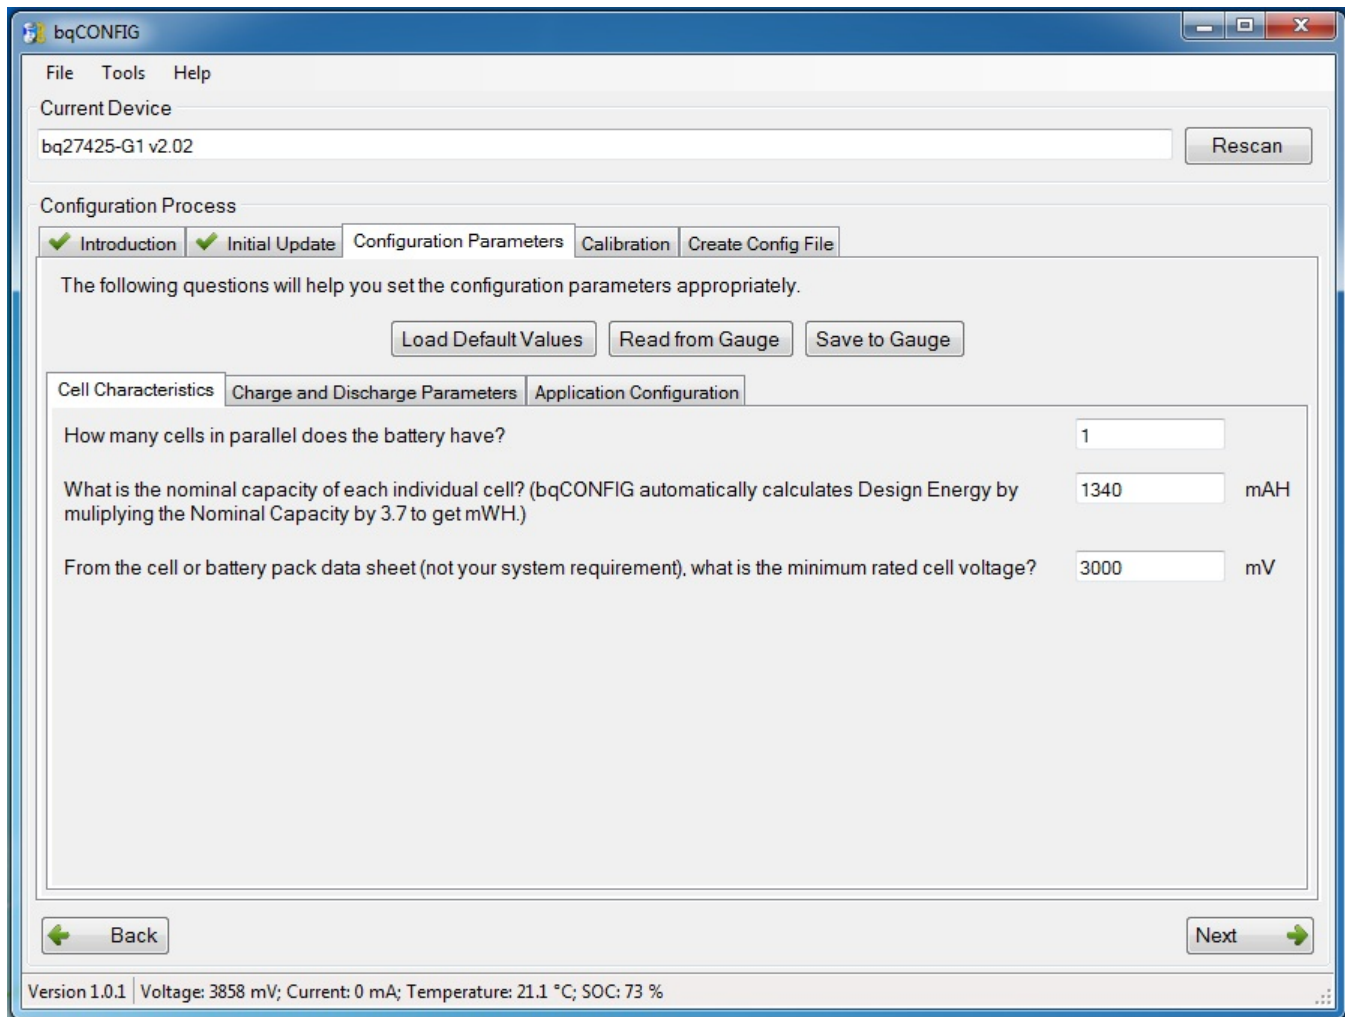 bqCONFIG
File Tools Help
Current Device
bq27425-G1 v2.02
Rescan
Configuration Process
Introduction Initial Update Configuration Parameters Calibration Create Config File
The following questions will help you set the configuration parameters appropriately.
Load Default Values Read from Gauge Save to Gauge
Cell Characteristics Charge and Discharge Parameters Application Configuration
How many cells in parallel does the battery have? 1
What is the nominal capacity of each individual cell? (bqCONFIG automatically calculates Design Energy by 1340 mAH
muliplying the Nominal Capacity by 3.7 to get mWH.)
From the cell or battery pack data sheet (not your system requirement), what is the minimum rated cell voltage? 3000 mV
Back Next
Version 1.0.1 Voltage: 3858 mV; Current: 0 mA; Temperature: 21.1 °C; SOC: 73 %